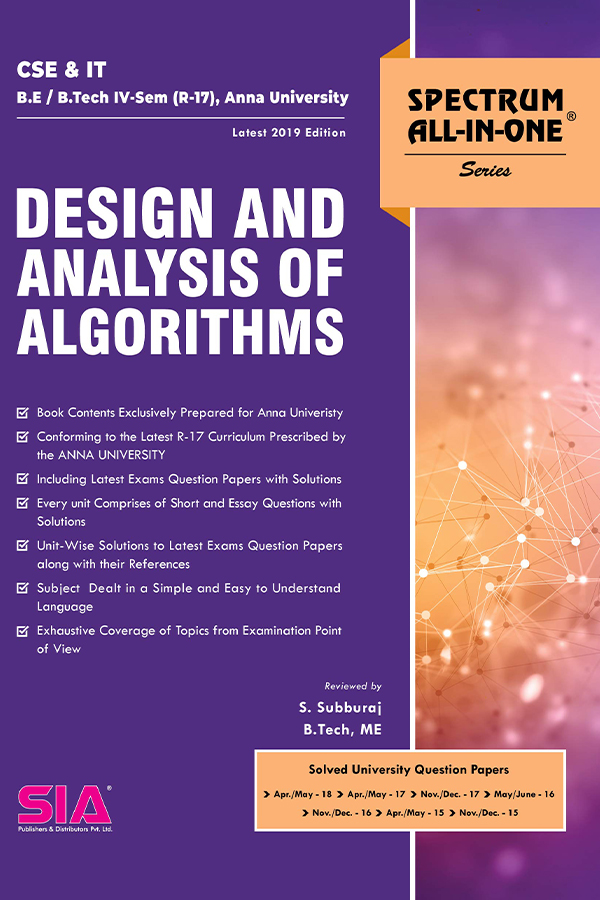 CSE & IT
B.E / B.Tech IV-Sem (R-17), Anna University
Latest 2019 Edition
SPECTRUM
ALL-IN-ONE®
Series
DESIGN AND
ANALYSIS OF
ALGORITHMS
Book Contents Exclusively Prepared for Anna Univeristy
Conforming to the Latest R-17 Curriculum Prescribed by
the ANNA UNIVERSITY
Including Latest Exams Question Papers with Solutions
Every unit Comprises of Short and Essay Questions with
Solutions
Unit-Wise Solutions to Latest Exams Question Papers
along with their References
Subject Dealt in a Simple and Easy to Understand
Language
Exhaustive Coverage of Topics from Examination Point
of View
Reviewed by
S. Subburaj
B.Tech, ME
Solved University Question Papers
Apr./May - 18 Apr./May - 17 Nov./Dec. - 17 May/June - 16
Nov./Dec. - 16 Apr./May - 15 Nov./Dec. - 15
SIA®
Publishers & Distributors Pvt. Ltd.